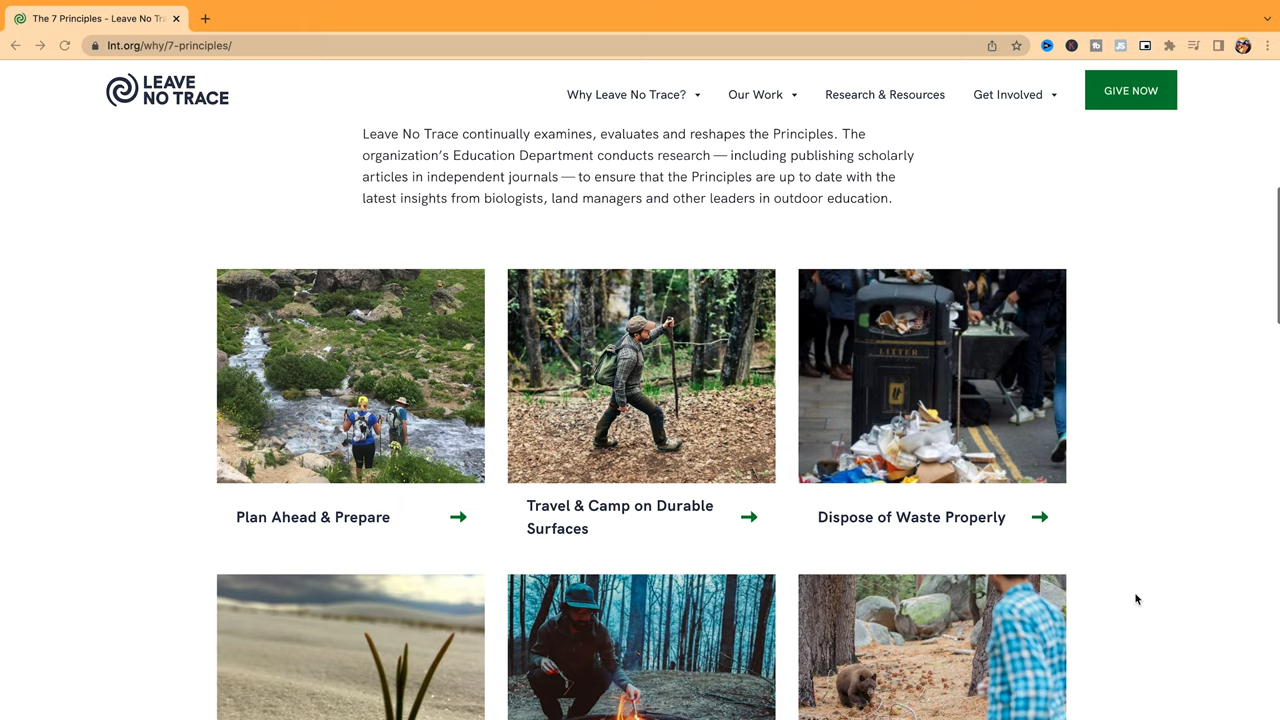 The 7 Principles - Leave No Tra
lnt.org/why/7-principles/
LEAVE
NO TRACE
Why Leave No Trace?
Our Work
Research & Resources
Get Involved
GIVE NOW
Leave No Trace continually examines, evaluates and reshapes the Principles. The
organization’s Education Department conducts research — including publishing scholarly
articles in independent journals — to ensure that the Principles are up to date with the
latest insights from biologists, land managers and other leaders in outdoor education.
LITTER
Plan Ahead & Prepare
Travel & Camp on Durable
Surfaces
Dispose of Waste Properly